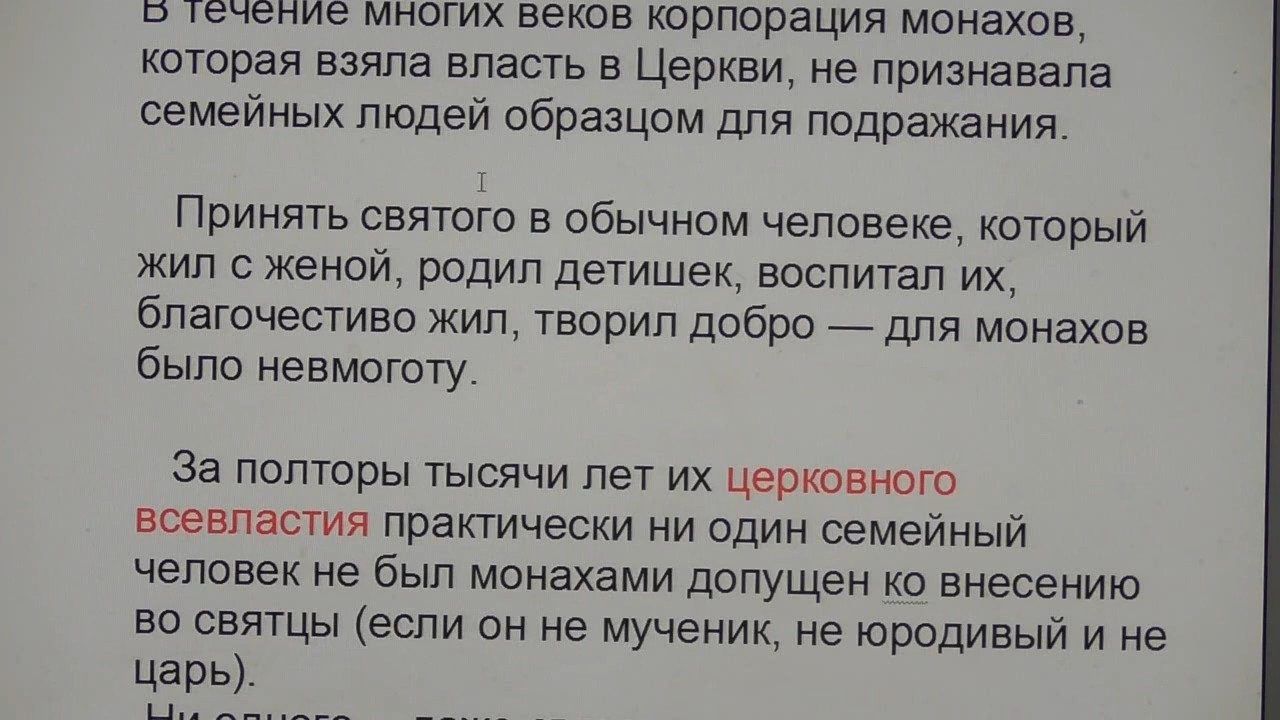 В течение многих веков корпорация монахов,
которая взяла власть в Церкви, не признавала
семейных людей образцом для подражания.
Принять святого в обычном человеке, который
жил с женой, родил детишек, воспитал их,
благочестиво жил, творил добро — для монахов
было невмоготу.
За полторы тысячи лет их церковного
всевластия практически ни один семейный
человек не был монахами допущен ко внесению
во святцы (если он не мученик, не юродивый и не
царь).
Ни одного